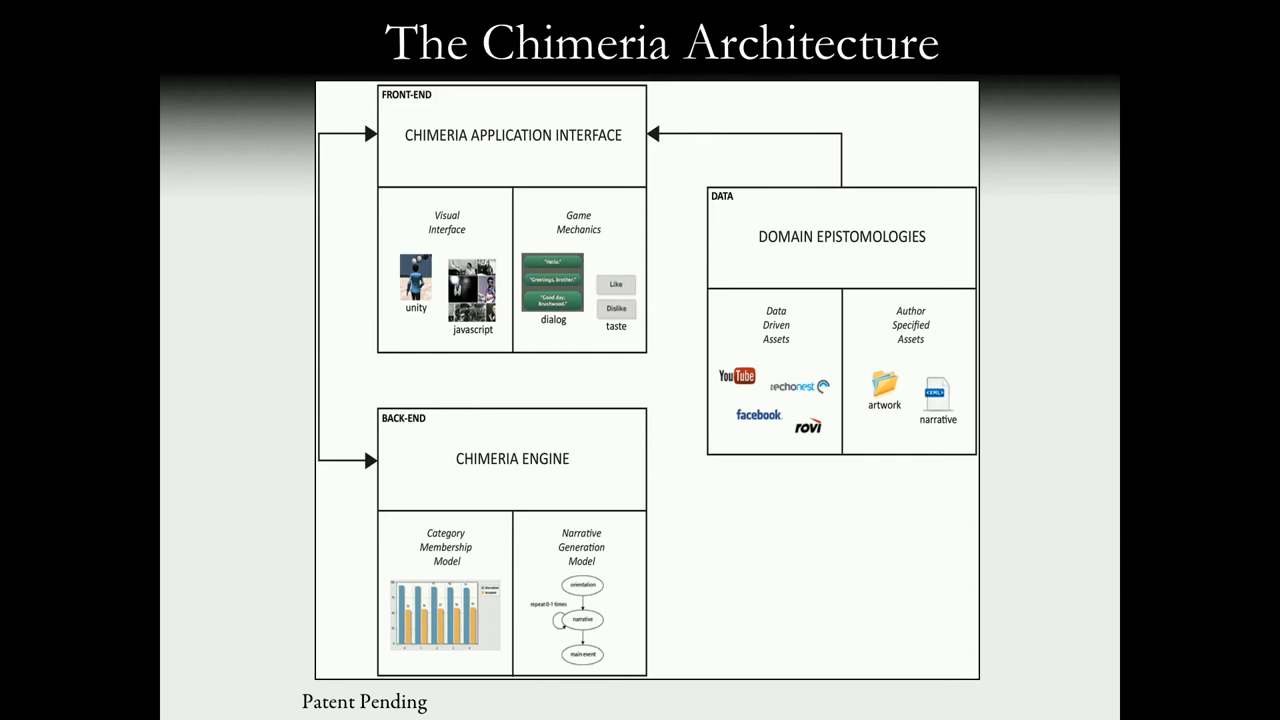 The Chimeria Architecture
FRONT-END
CHIMERIA APPLICATION INTERFACE
Visual
Interface
unity
javascript
Game
Mechanics
"Hello."
"Greetings, brother."
"Good day,
Brushwood."
dialog
Like
Dislike
taste
DATA
DOMAIN EPISTOMOLOGIES
Data
Driven
Assets
YouTube
the echonest
facebook
rovi
Author
Specified
Assets
artwork
<XML>
narrative
BACK-END
CHIMERIA ENGINE
Category
Membership
Model
Narrative
Generation
Model
orientation
repeat 0-1 times
narrative
main event
Patent Pending